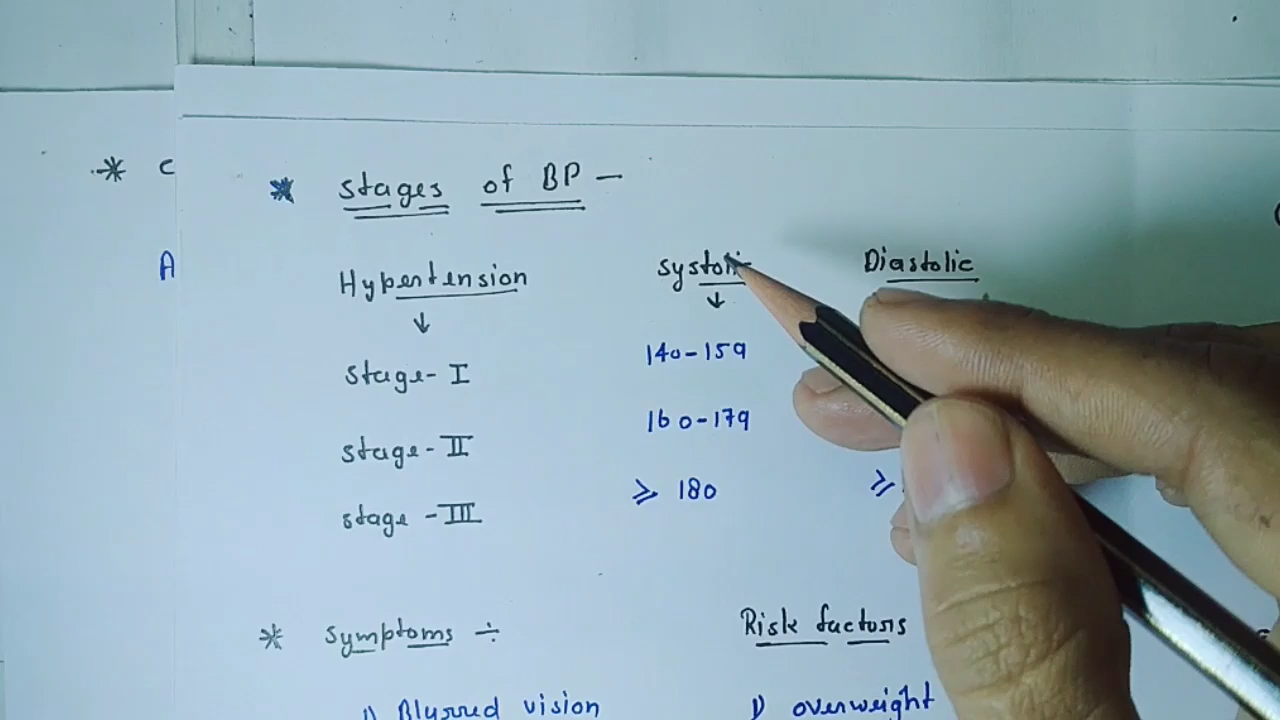 * C
A
* stages of BP -
Hypertension systolic Diastolic
↓ ↓
stage - I 140-159
stage - II 160-179
stage - III ≥ 180 ≥
* symptoms ÷ Risk factors
1) Blurred vision 1) overweight